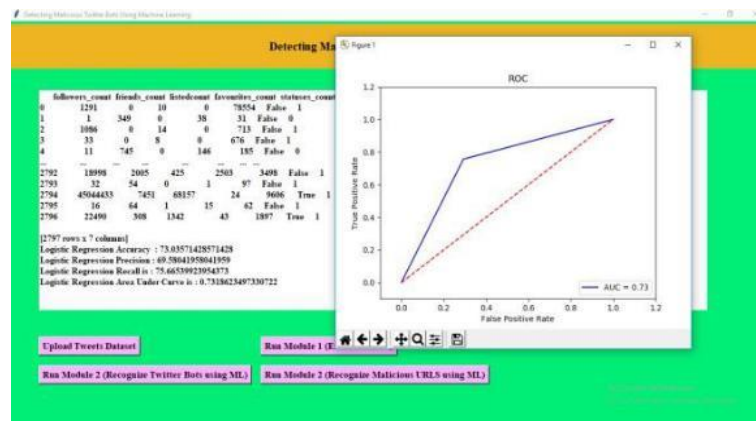 Detecting Malicious Twitter Bots Using Machine Learning
Detecting Ma
Figure 1
ROC
1.2
1.0
0.8
0.6
0.4
0.2
0.0
True Positive Rate
0.0 0.2 0.4 0.6 0.8 1.0 1.2
False Positive Rate
AUC = 0.73
followers_count friends_count listedcount favourites_count statuses_count
0 1291 0 10 0 78554 False 1
1 1 349 0 38 31 False 0
2 1086 0 14 0 713 False 1
3 33 0 8 0 676 False 1
4 11 745 0 146 185 False 0
... ... ... ... ... ... ... ...
2792 18998 2005 425 2503 3498 False 1
2793 32 54 0 1 97 False 1
2794 45044433 7451 68157 24 9606 True 1
2795 16 64 1 15 62 False 1
2796 22490 308 1342 43 1897 True 1
[2797 rows x 7 columns]
Logistic Regression Accuracy : 73.03571428571428
Logistic Regression Precision : 69.58041958041959
Logistic Regression Recall is : 75.66539923954373
Logistic Regression Area Under Curve is : 0.7318623497330722
Upload Tweets Dataset
Run Module 1 (
Run Module 2 (Recognize Twitter Bots using ML)
Run Module 2 (Recognize Malicious URLS using ML)